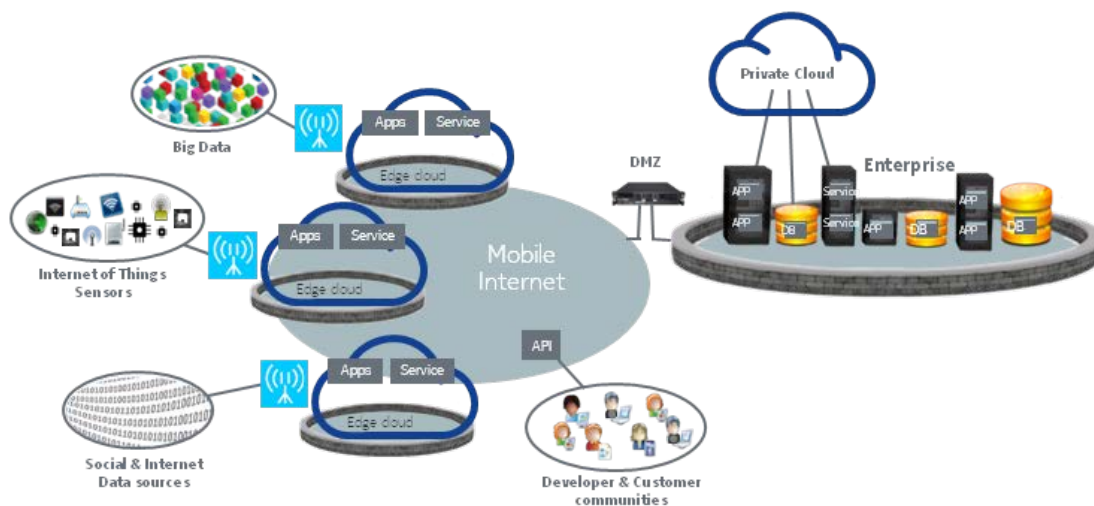 Private Cloud
Apps
Service
Big Data
Edge cloud
DMZ
Enterprise
APP
Service
APP
APP
DB
Service
APP
DB
APP
DB
Apps
Service
Mobile
Internet
Internet of Things
Sensors
Edge cloud
API
Apps
Service
Edge cloud
Social & Internet
Data sources
Developer & Customer
communities